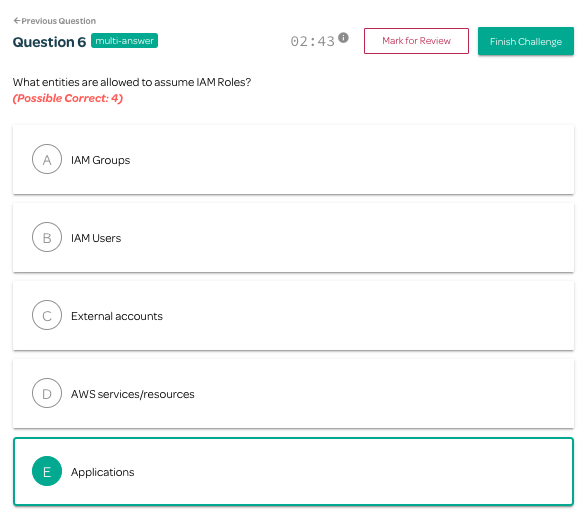 ←Previous Question
Question 6 multi-answer 02:43 i Mark for Review Finish Challenge
What entities are allowed to assume IAM Roles?
(Possible Correct: 4)
A IAM Groups
B IAM Users
C External accounts
D AWS services/resources
E Applications